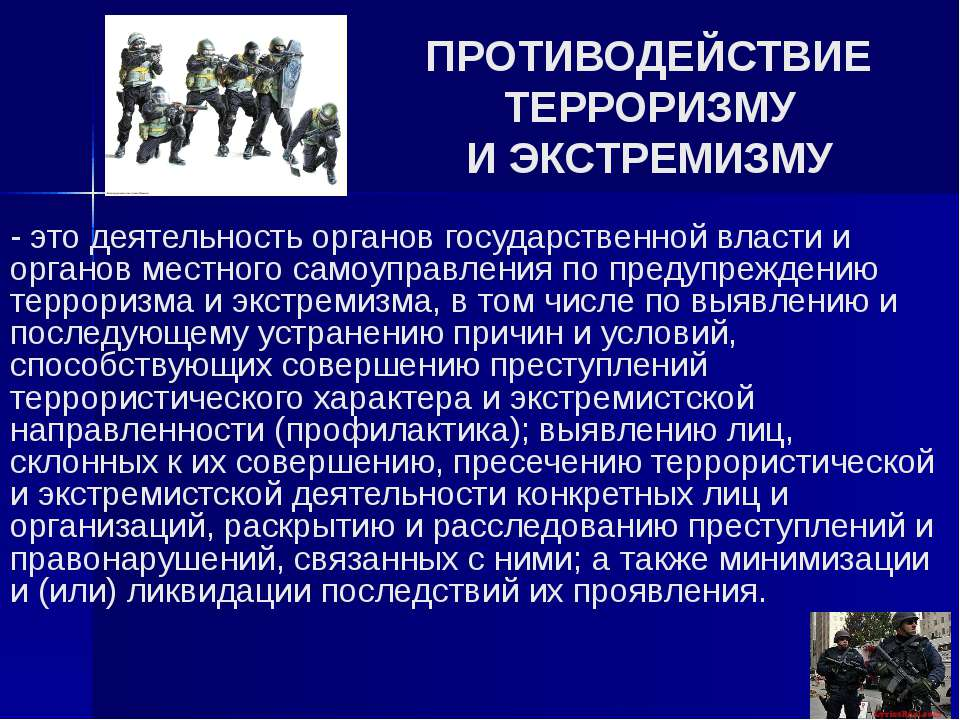 ПРОТИВОДЕЙСТВИЕ
ТЕРРОРИЗМУ
И ЭКСТРЕМИЗМУ
- это деятельность органов государственной власти и
органов местного самоуправления по предупреждению
терроризма и экстремизма, в том числе по выявлению и
последующему устранению причин и условий,
способствующих совершению преступлений
террористического характера и экстремистской
направленности (профилактика); выявлению лиц,
склонных к их совершению, пресечению террористической
и экстремистской деятельности конкретных лиц и
организаций, раскрытию и расследованию преступлений и
правонарушений, связанных с ними; а также минимизации
и (или) ликвидации последствий их проявления.